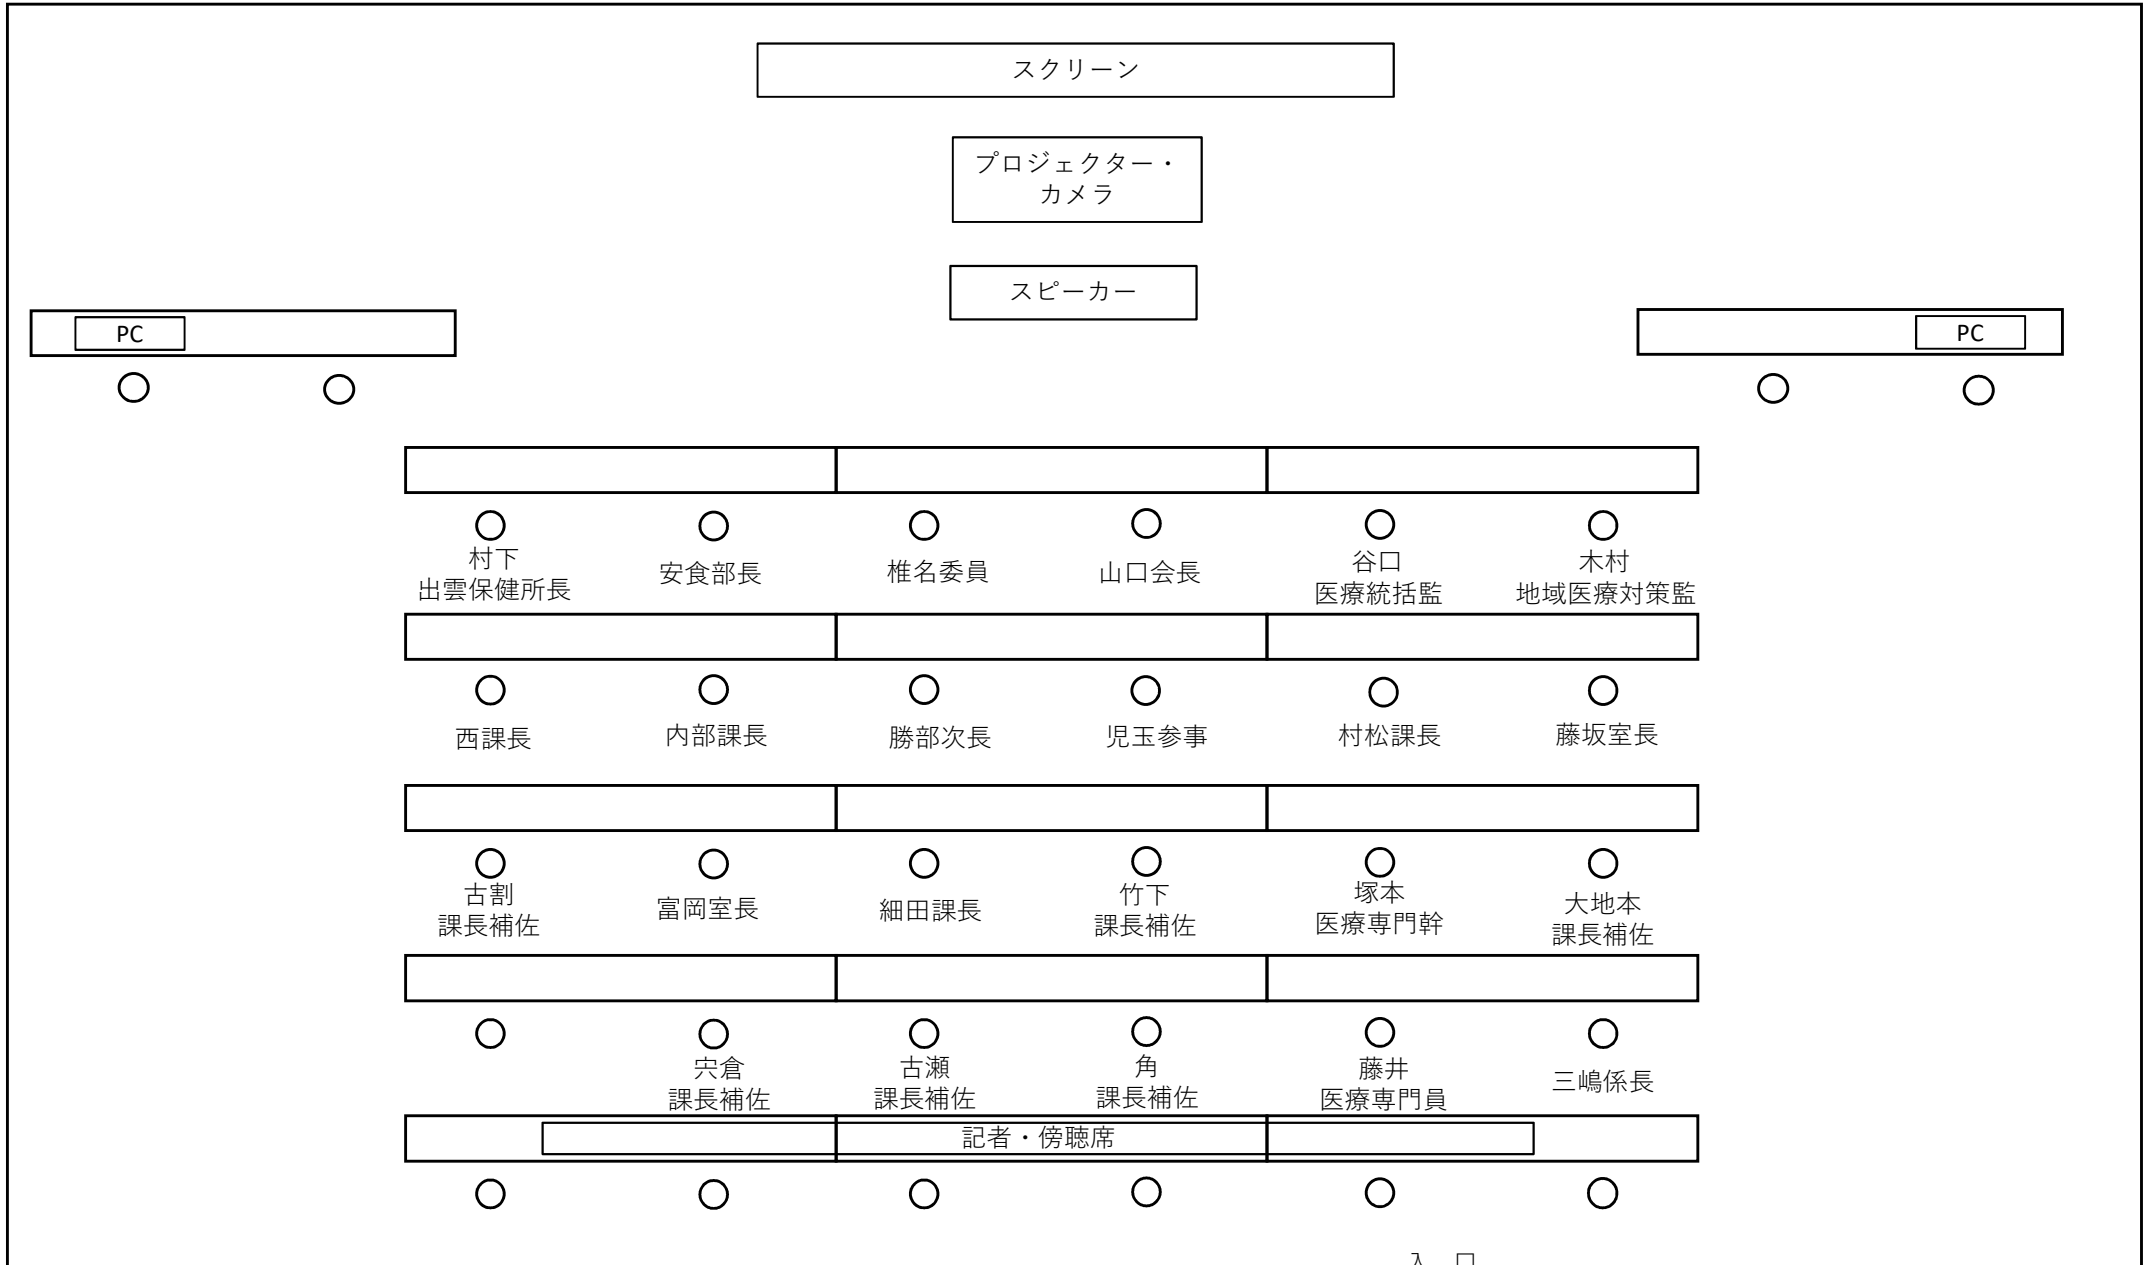 スクリーン
プロジェクター・
カメラ
スピーカー
PC
PC
村下
出雲保健所長
安食部長
椎名委員
山口会長
谷口
医療統括監
木村
地域医療対策監
西課長
内部課長
勝部次長
児玉参事
村松課長
藤坂室長
古割
課長補佐
富岡室長
細田課長
竹下
課長補佐
塚本
医療専門幹
大地本
課長補佐
宍倉
課長補佐
古瀬
課長補佐
角
課長補佐
藤井
医療専門員
三嶋係長
記者・傍聴席
入　口